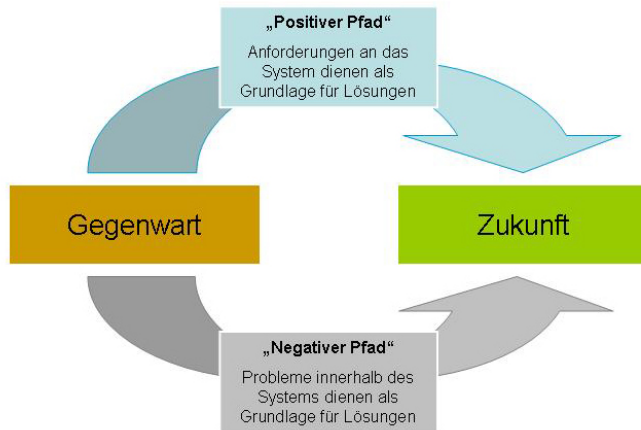 „Positiver Pfad“
Anforderungen an das
System dienen als
Grundlage für Lösungen
Gegenwart
Zukunft
„Negativer Pfad“
Probleme innerhalb des
Systems dienen als
Grundlage für Lösungen